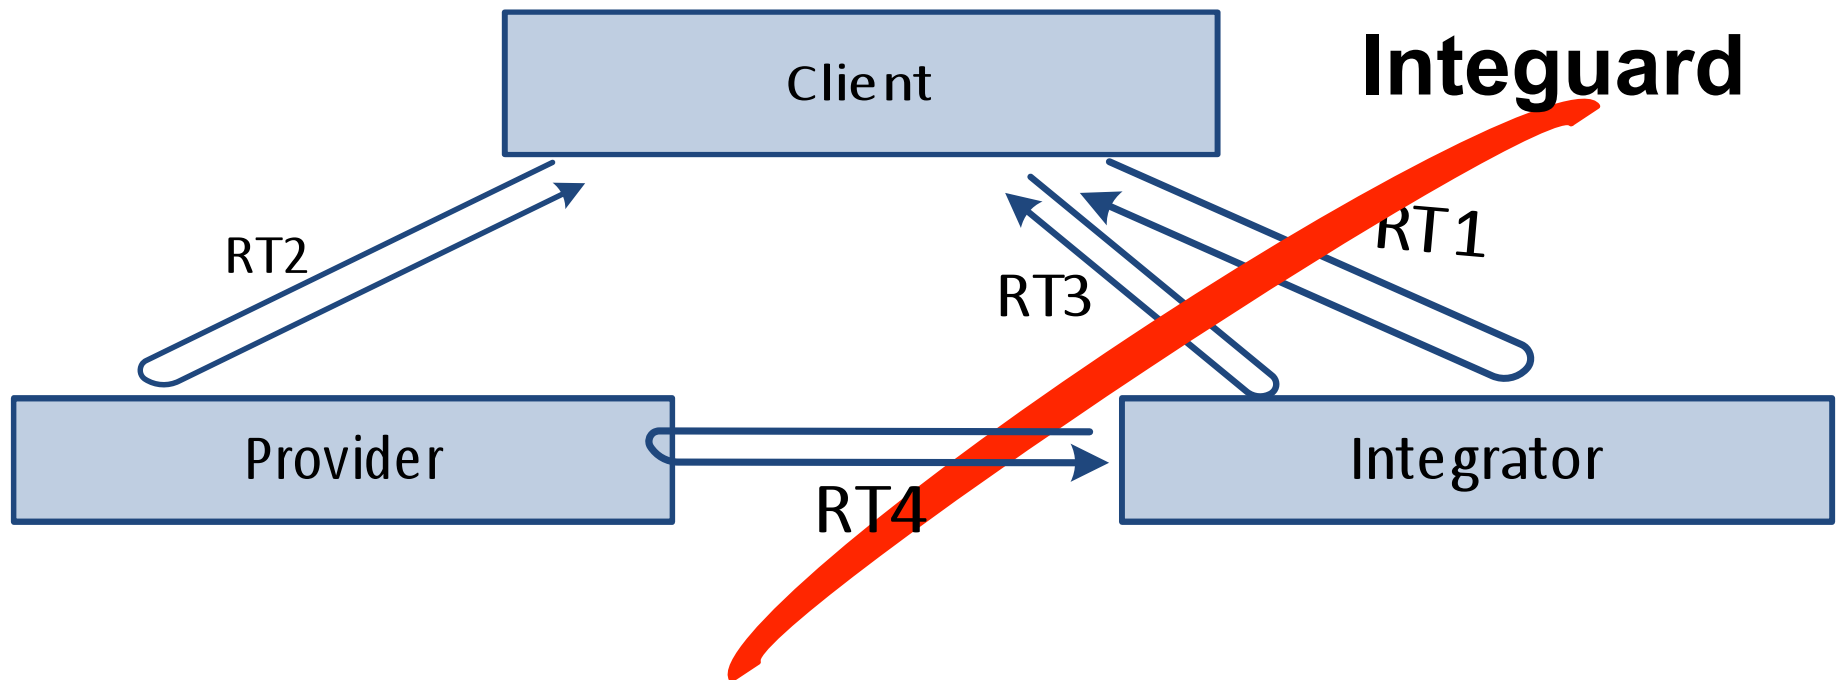 Integuard
Client
RT1
RT2
RT3
Provider
Integrator
RT4